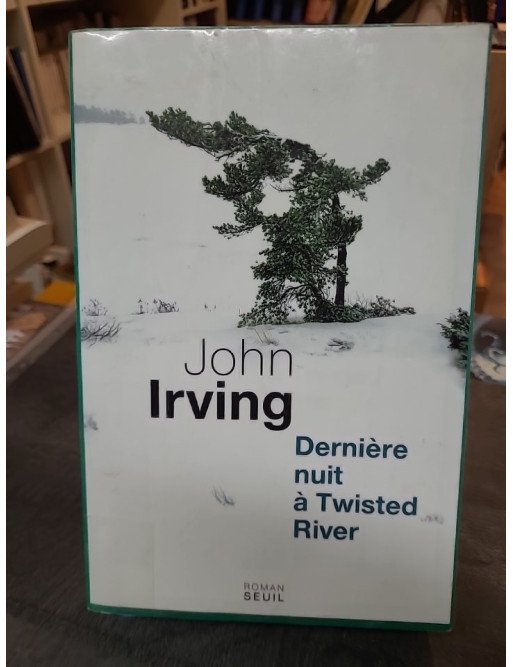 John
Irving
Dernière
nuit
à Twisted
River
ROMAN
SEUIL